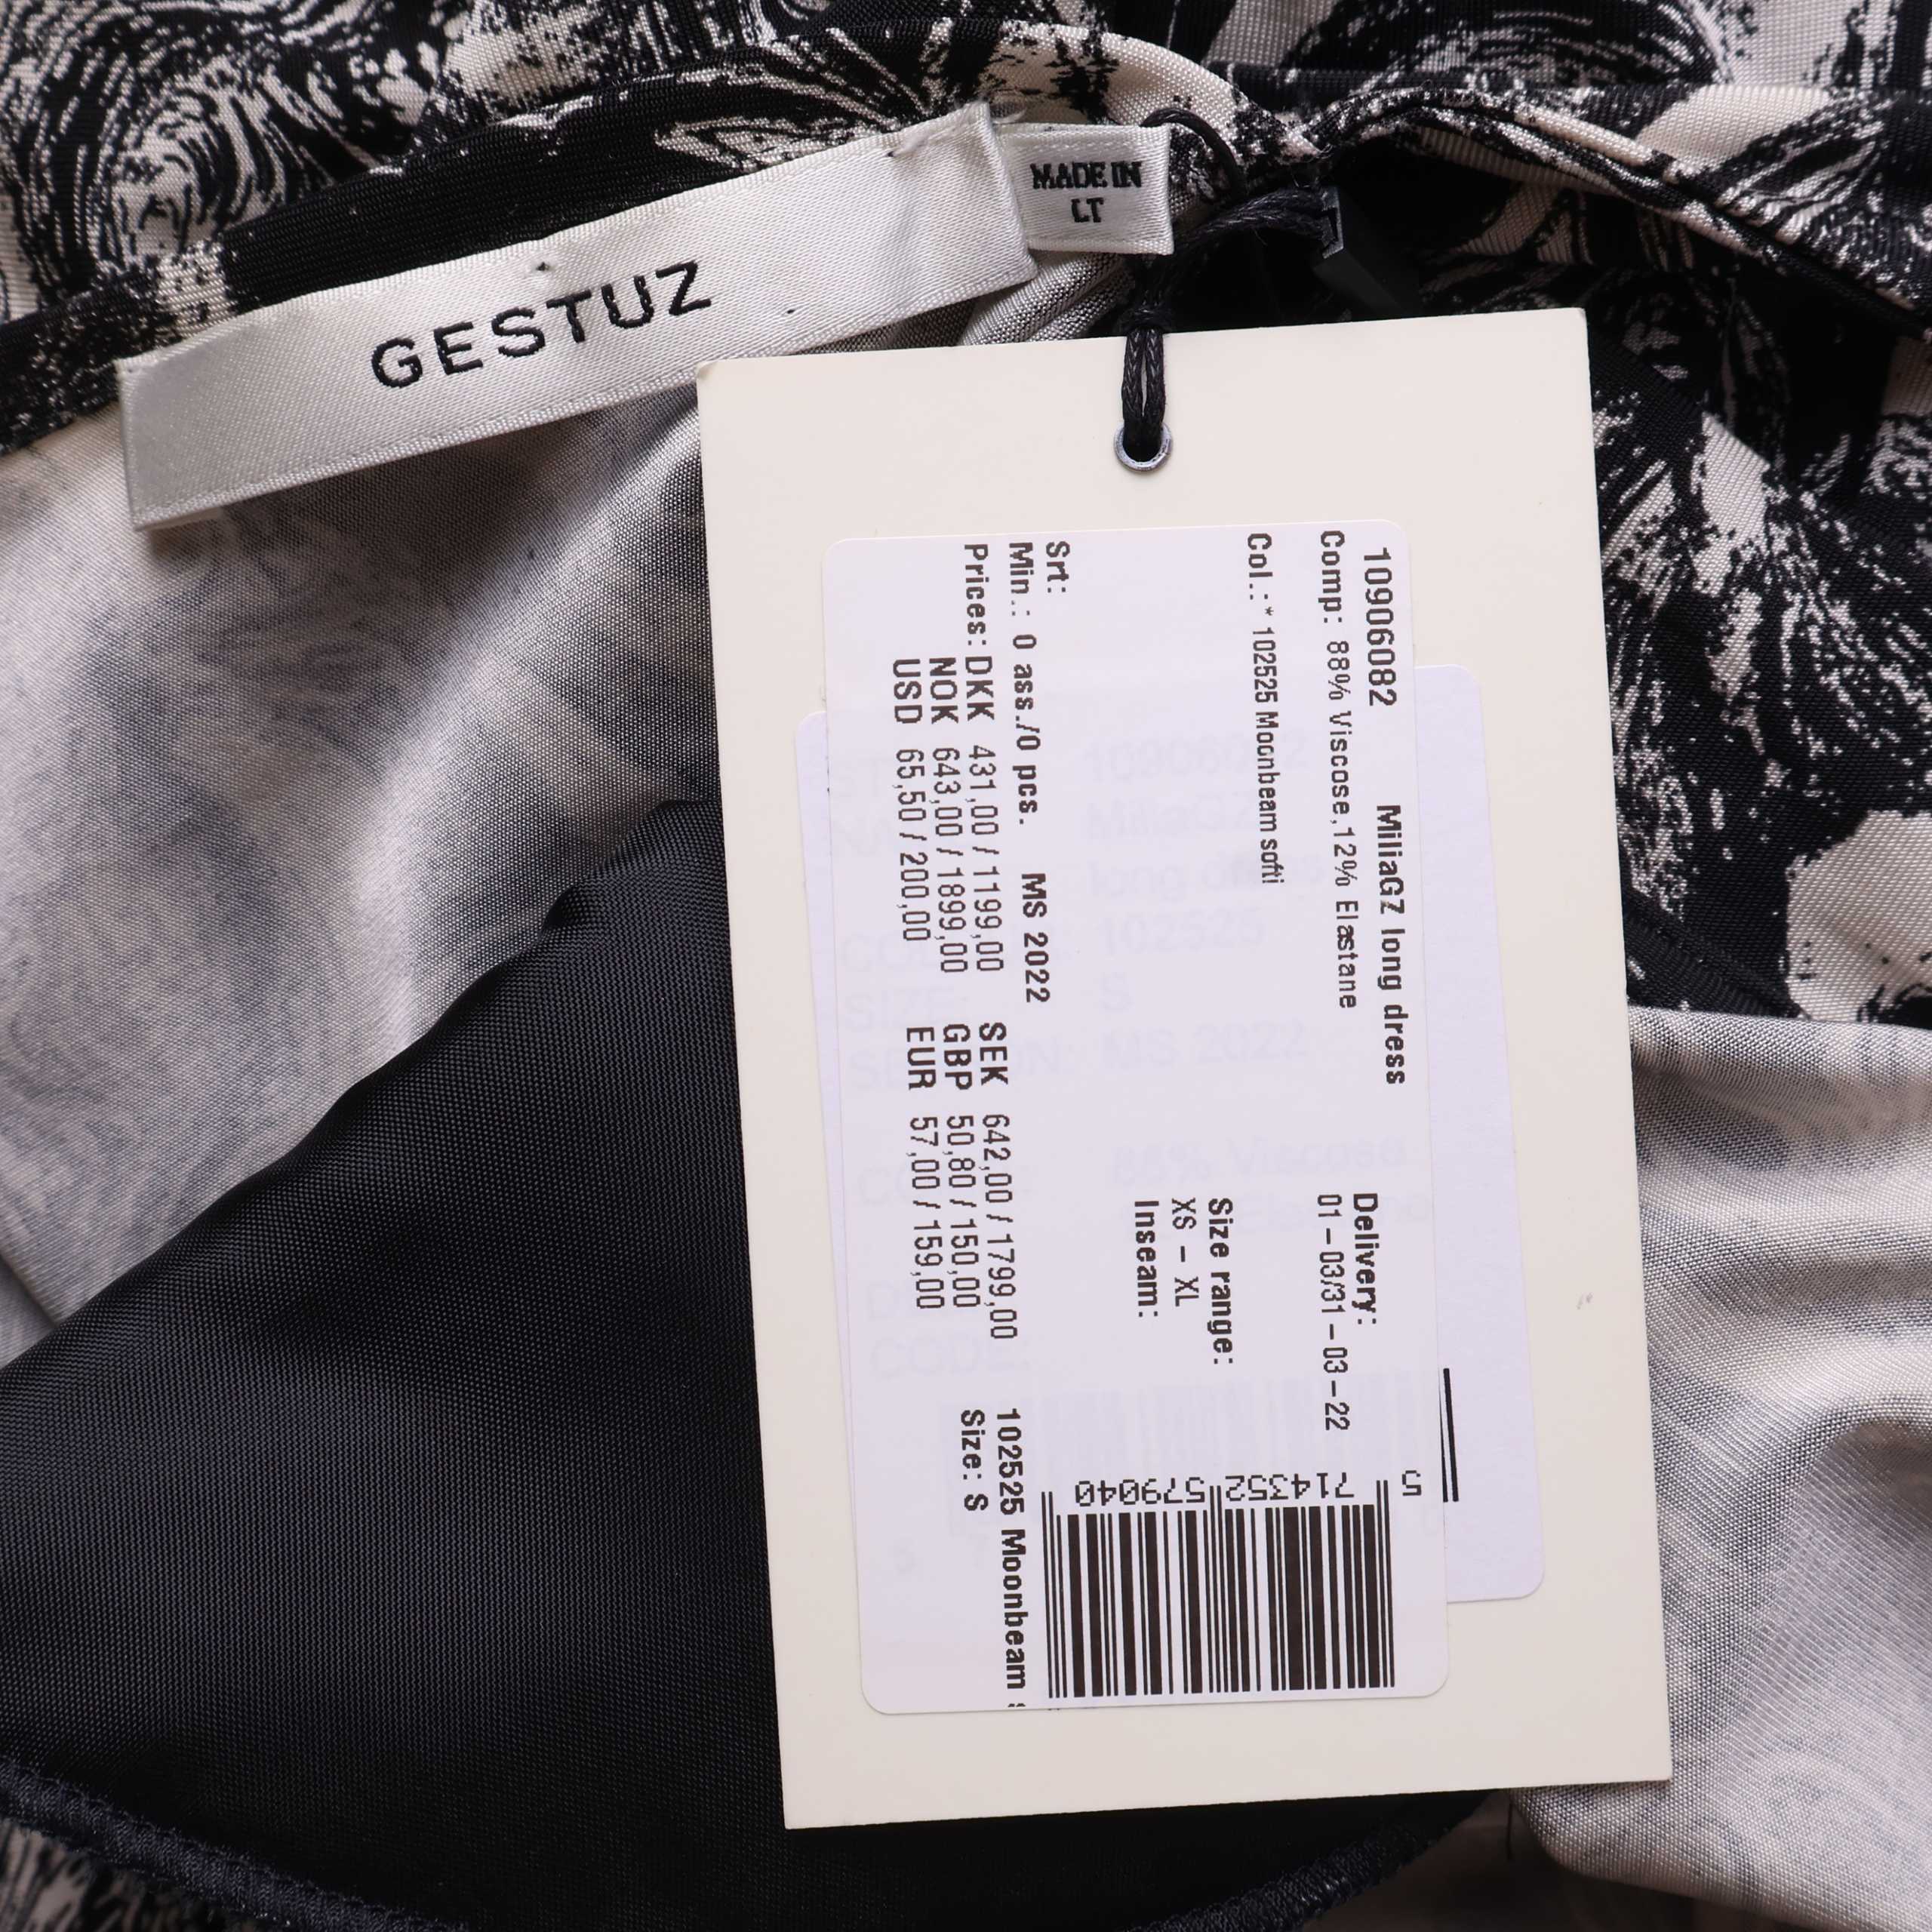 GESTUZ
MADE IN
LT
10906082 MiliaGZ long dress
Comp: 88% Viscose,12% Elastane
Delivery:
01-03/31-03-22
Col.: * 102525 Moonbeam softi
Size range:
XS - XL
Inseam:
Srt:
Min.: 0 ass./0 pcs. MS 2022
Prices: DKK 431,00 / 1199,00 SEK 642,00 / 1799,00
NOK 643,00 / 1899,00 GBP 50,80 / 150,00
USD 65,50 / 200,00 EUR 57,00 / 159,00
5 714352 579040
102525 Moonbeam s
Size: S